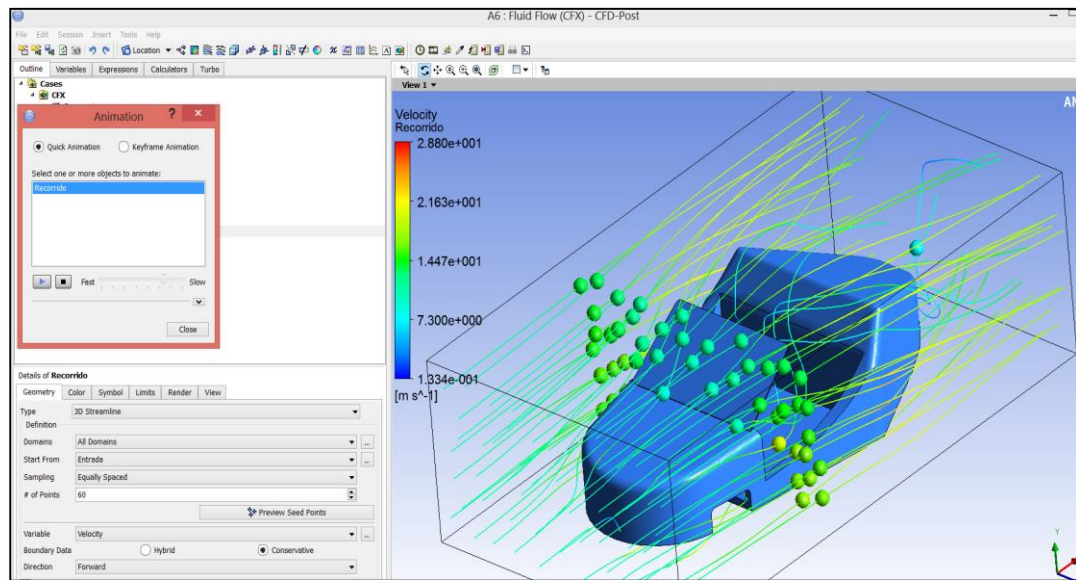 A6 : Fluid Flow (CFX) - CFD-Post
File Edit Session Insert Tools Help
Location
Outline Variables Expressions Calculators Turbo
Cases
CFX
Animation ? x
Quick Animation Keyframe Animation
Select one or more objects to animate:
Recorrido
Fast Slow
Close
Details of Recorrido
Geometry Color Symbol Limits Render View
Type 3D Streamline
Definition
Domains All Domains ...
Start From Entrada ...
Sampling Equally Spaced
# of Points 60
Preview Seed Points
Variable Velocity ...
Boundary Data Hybrid Conservative
Direction Forward
View 1
AN
Velocity
Recorrido
2.880e+001
2.163e+001
1.447e+001
7.300e+000
1.334e-001
[m s^-1]
Y